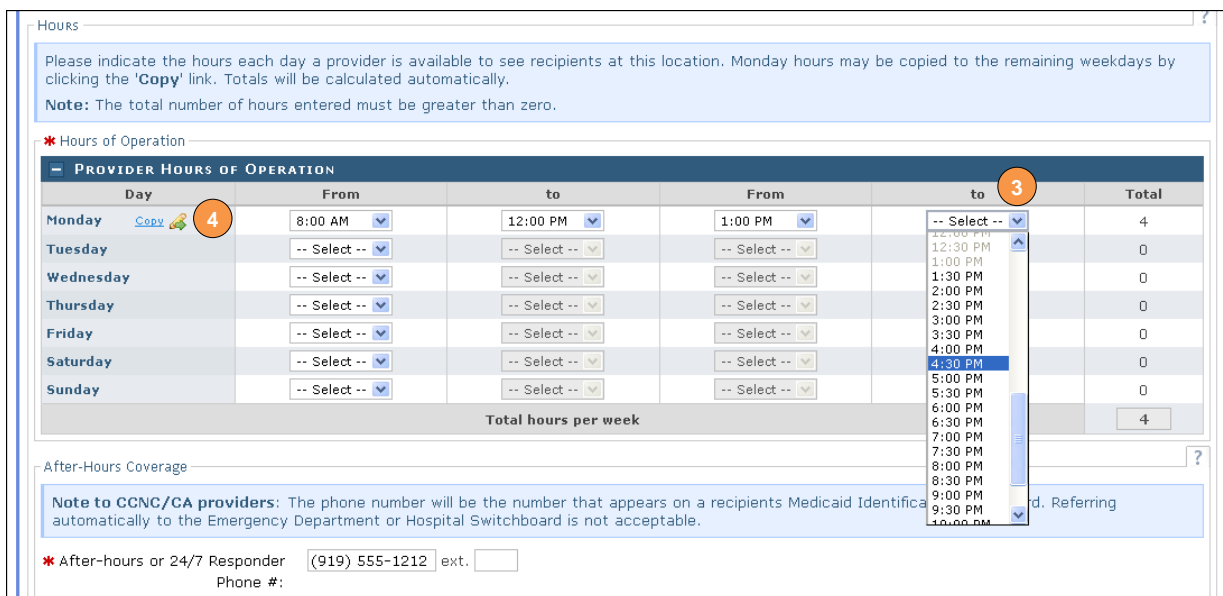 ?
Hours
Please indicate the hours each day a provider is available to see recipients at this location. Monday hours may be copied to the remaining weekdays by
clicking the 'Copy' link. Totals will be calculated automatically.
Note: The total number of hours entered must be greater than zero.
* Hours of Operation
- Provider Hours of Operation
Day From to From to 3 Total
Monday Copy 4 8:00 AM 12:00 PM 1:00 PM -- Select -- 4
12:00 PM
Tuesday -- Select -- -- Select -- -- Select -- 12:30 PM 0
1:00 PM
Wednesday -- Select -- -- Select -- -- Select -- 1:30 PM 0
2:00 PM
Thursday -- Select -- -- Select -- -- Select -- 2:30 PM 0
3:00 PM
Friday -- Select -- -- Select -- -- Select -- 3:30 PM 0
4:00 PM
Saturday -- Select -- -- Select -- -- Select -- 4:30 PM 0
5:00 PM
Sunday -- Select -- -- Select -- -- Select -- 5:30 PM 0
6:00 PM
Total hours per week 6:30 PM 4
7:00 PM
7:30 PM
After-Hours Coverage 8:00 PM ?
8:30 PM
Note to CCNC/CA providers: The phone number will be the number that appears on a recipients Medicaid Identifica 9:00 PM rd. Referring
automatically to the Emergency Department or Hospital Switchboard is not acceptable. 9:30 PM
10:00 PM
* After-hours or 24/7 Responder (919) 555-1212 ext.
Phone #: